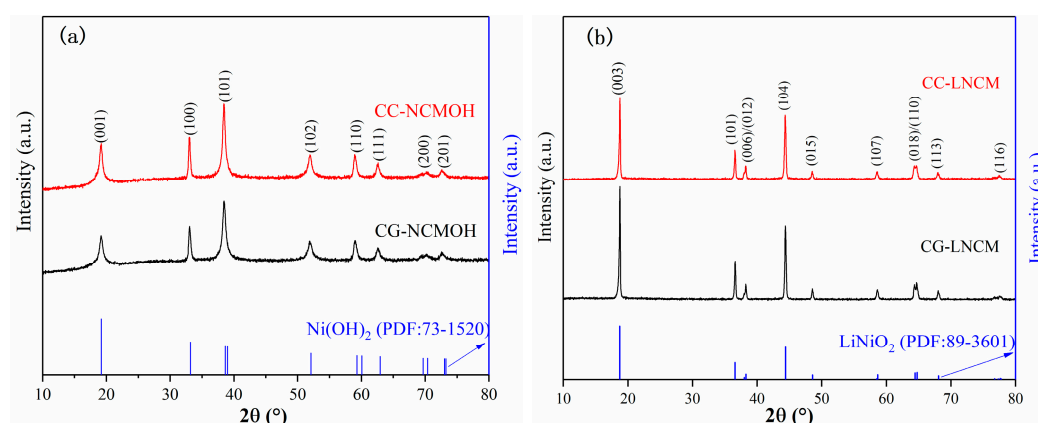 (a)
(001)
(100)
(101)
(102)
(110)
(111)
(200)
(201)
CC-NCMOH
CG-NCMOH
Ni(OH)₂ (PDF:73-1520)
Intensity (a.u.)
Intensity (a.u.)
10 20 30 40 50 60 70 80
2θ (°)
(b)
(003)
(101)
(006)/(012)
(104)
(015)
(107)
(018)/(110)
(113)
(116)
CC-LNCM
CG-LNCM
LiNiO₂ (PDF:89-3601)
Intensity (a.u.)
Intensity (a.u.)
10 20 30 40 50 60 70 80
2θ (°)